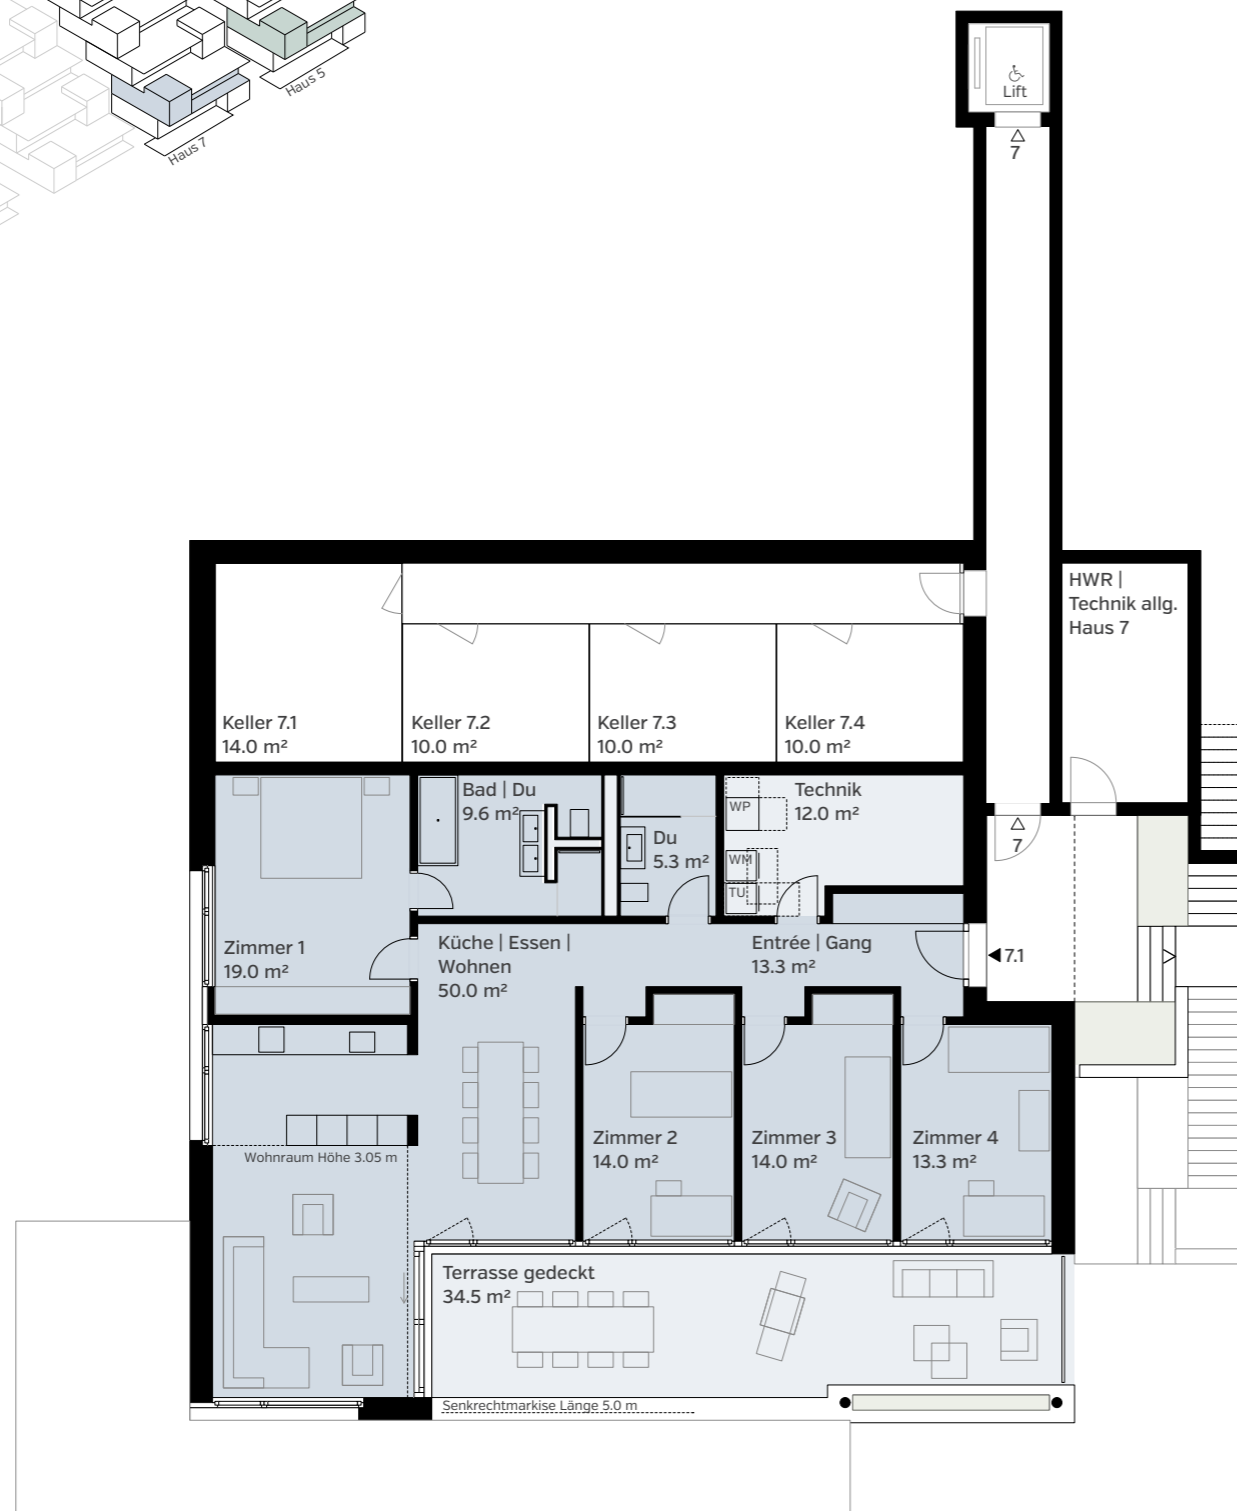 Haus 5
Haus 7
Lift
7
HWR |
Technik allg.
Haus 7
Keller 7.1
14.0 m²
Keller 7.2
10.0 m²
Keller 7.3
10.0 m²
Keller 7.4
10.0 m²
Bad | Du
9.6 m²
Du
5.3 m²
WP
WM
TU
Technik
12.0 m²
7
Zimmer 1
19.0 m²
Küche | Essen |
Wohnen
50.0 m²
Entrée | Gang
13.3 m²
7.1
Wohnraum Höhe 3.05 m
Zimmer 2
14.0 m²
Zimmer 3
14.0 m²
Zimmer 4
13.3 m²
Terrasse gedeckt
34.5 m²
Senkrechtmarkise Länge 5.0 m